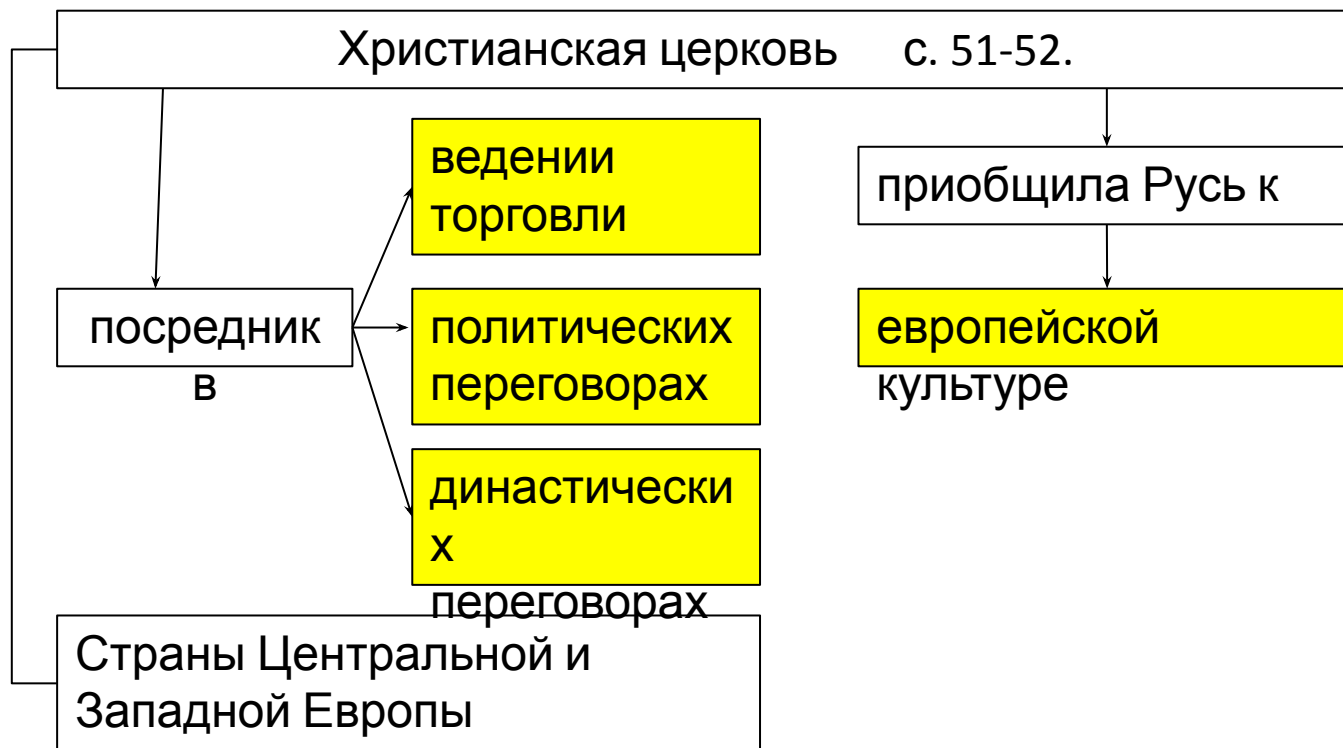 Христианская церковь с. 51-52.
ведении
торговли
приобщила Русь к
посредник
в
политических
переговорах
европейской
культуре
династически
х
переговорах
Страны Центральной и
Западной Европы